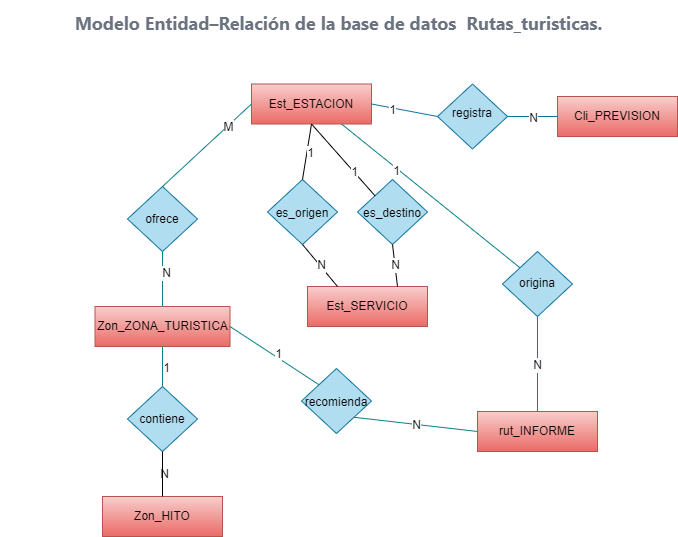 Modelo Entidad–Relación de la base de datos Rutas_turisticas.
Est_ESTACION
1
registra
N
Cli_PREVISION
M
1
1
1
ofrece
es_origen
es_destino
N
N
N
origina
Est_SERVICIO
Zon_ZONA_TURISTICA
1
1
N
recomienda
contiene
N
rut_INFORME
N
Zon_HITO